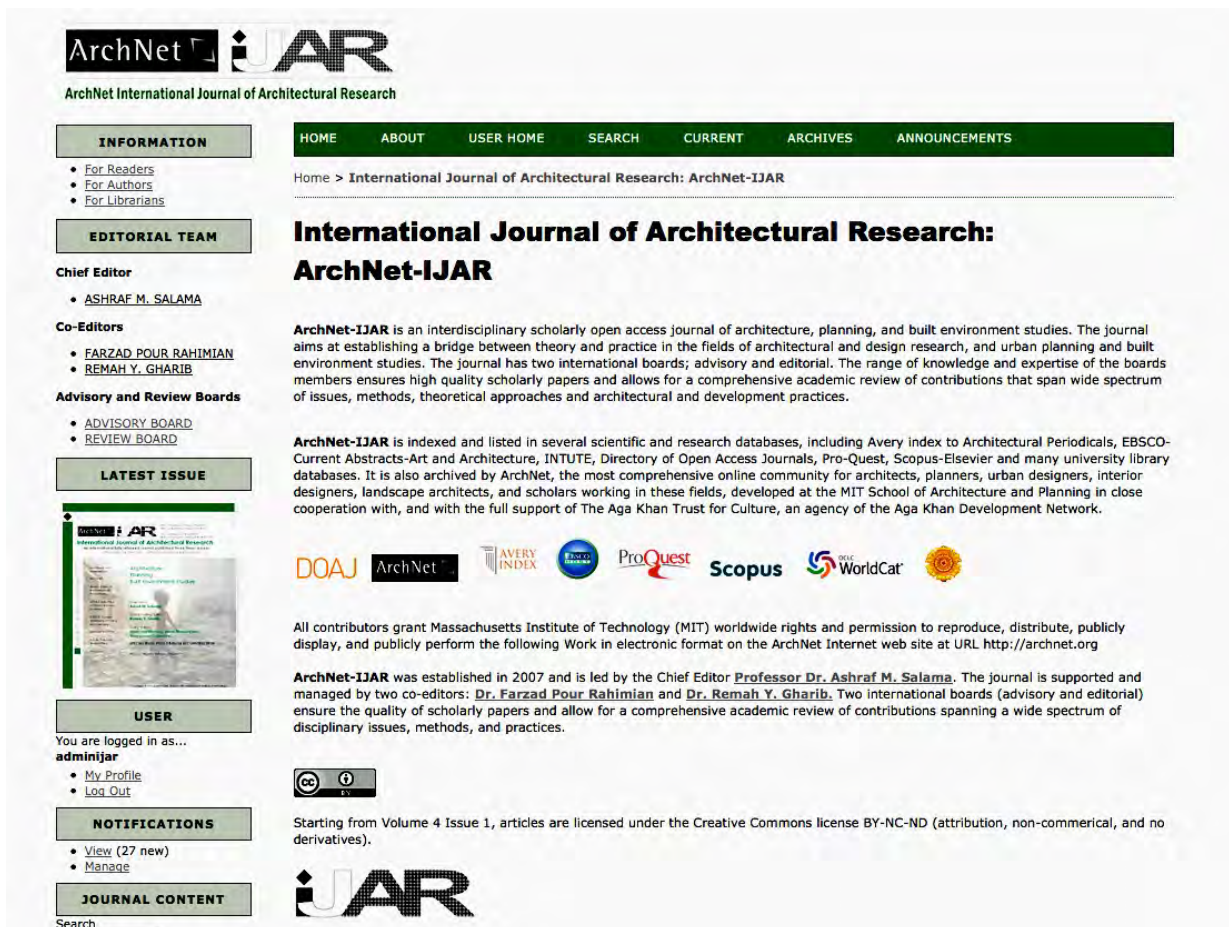 ArchNet iJAR
ArchNet International Journal of Architectural Research
INFORMATION
For Readers
For Authors
For Librarians
EDITORIAL TEAM
Chief Editor
ASHRAF M. SALAMA
Co-Editors
FARZAD POUR RAHIMIAN
REMAH Y. GHARIB
Advisory and Review Boards
ADVISORY BOARD
REVIEW BOARD
LATEST ISSUE
ArchNet iJAR
International Journal of Architectural Research
USER
You are logged in as...
adminijar
My Profile
Log Out
NOTIFICATIONS
View (27 new)
Manage
JOURNAL CONTENT
Search
HOME ABOUT USER HOME SEARCH CURRENT ARCHIVES ANNOUNCEMENTS
Home > International Journal of Architectural Research: ArchNet-IJAR
International Journal of Architectural Research:
ArchNet-IJAR
ArchNet-IJAR is an interdisciplinary scholarly open access journal of architecture, planning, and built environment studies. The journal
aims at establishing a bridge between theory and practice in the fields of architectural and design research, and urban planning and built
environment studies. The journal has two international boards; advisory and editorial. The range of knowledge and expertise of the boards
members ensures high quality scholarly papers and allows for a comprehensive academic review of contributions that span wide spectrum
of issues, methods, theoretical approaches and architectural and development practices.
ArchNet-IJAR is indexed and listed in several scientific and research databases, including Avery index to Architectural Periodicals, EBSCO-
Current Abstracts-Art and Architecture, INTUTE, Directory of Open Access Journals, Pro-Quest, Scopus-Elsevier and many university library
databases. It is also archived by ArchNet, the most comprehensive online community for architects, planners, urban designers, interior
designers, landscape architects, and scholars working in these fields, developed at the MIT School of Architecture and Planning in close
cooperation with, and with the full support of The Aga Khan Trust for Culture, an agency of the Aga Khan Development Network.
DOAJ ArchNet AVERY INDEX EBSCO ProQuest Scopus OCLC WorldCat
All contributors grant Massachusetts Institute of Technology (MIT) worldwide rights and permission to reproduce, distribute, publicly
display, and publicly perform the following Work in electronic format on the ArchNet Internet web site at URL http://archnet.org
ArchNet-IJAR was established in 2007 and is led by the Chief Editor Professor Dr. Ashraf M. Salama. The journal is supported and
managed by two co-editors: Dr. Farzad Pour Rahimian and Dr. Remah Y. Gharib. Two international boards (advisory and editorial)
ensure the quality of scholarly papers and allow for a comprehensive academic review of contributions spanning a wide spectrum of
disciplinary issues, methods, and practices.
cc BY
Starting from Volume 4 Issue 1, articles are licensed under the Creative Commons license BY-NC-ND (attribution, non-commerical, and no
derivatives).
iJAR